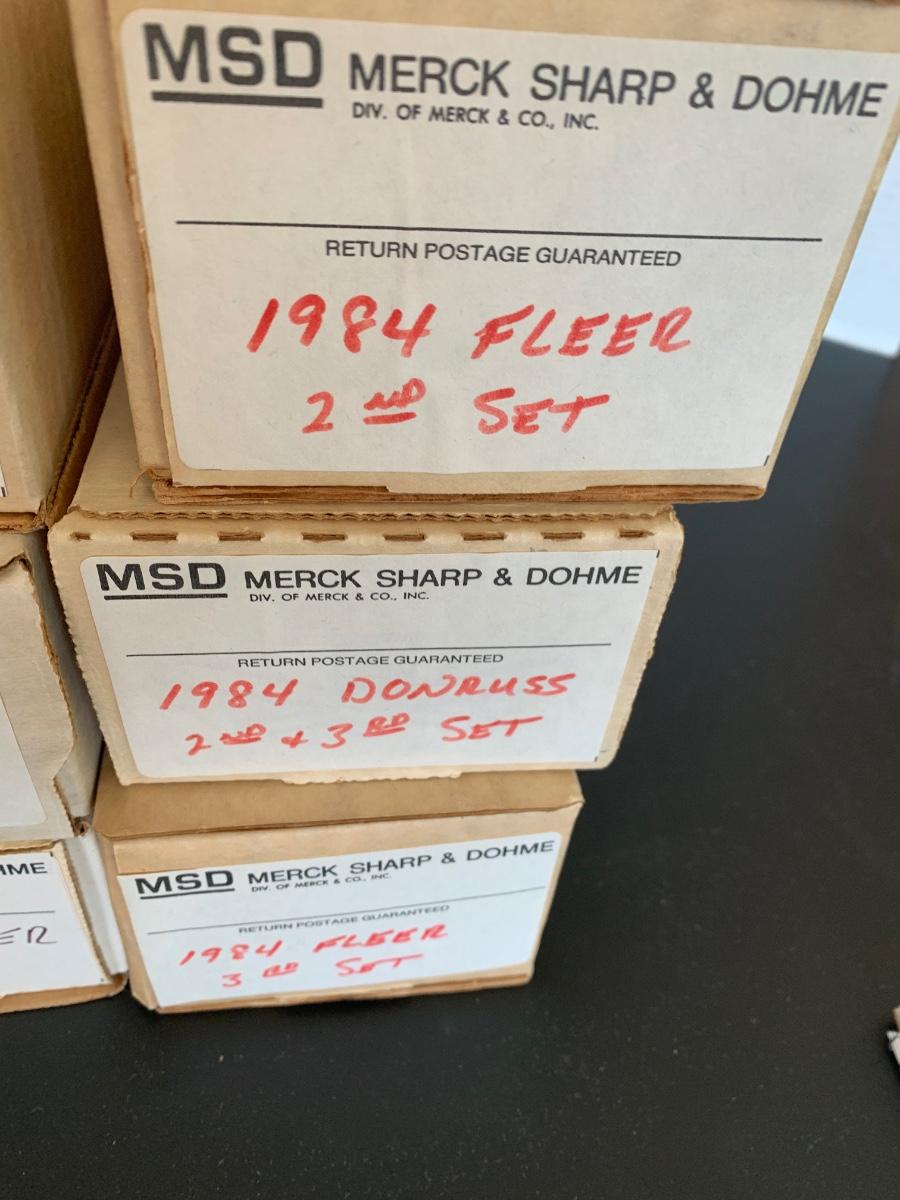 MSD MERCK SHARP & DOHME
DIV. OF MERCK & CO., INC.
RETURN POSTAGE GUARANTEED
1984 FLEER
2ND SET
MSD MERCK SHARP & DOHME
DIV. OF MERCK & CO., INC.
RETURN POSTAGE GUARANTEED
1984 DONRUSS
2ND + 3RD SET
MSD MERCK SHARP & DOHME
DIV. OF MERCK & CO., INC.
RETURN POSTAGE GUARANTEED
1984 FLEER
3RD SET
HME
ER